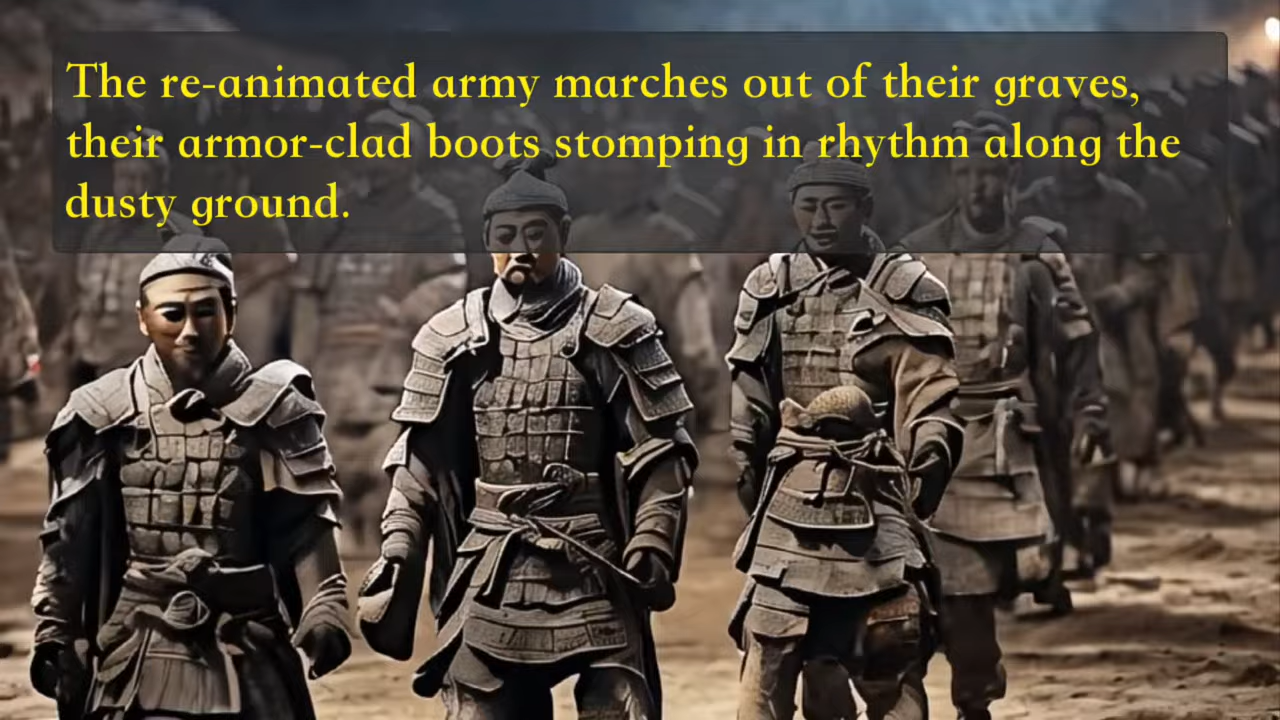 The re-animated army marches out of their graves,
their armor-clad boots stomping in rhythm along the
dusty ground.